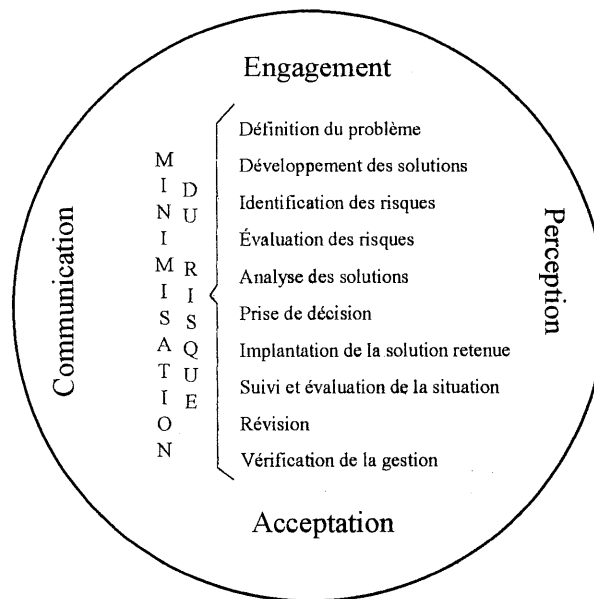 Engagement
Communication
MINIMISATION
DU RISQUE
Définition du problème
Développement des solutions
Identification des risques
Évaluation des risques
Analyse des solutions
Prise de décision
Implantation de la solution retenue
Suivi et évaluation de la situation
Révision
Vérification de la gestion
Perception
Acceptation